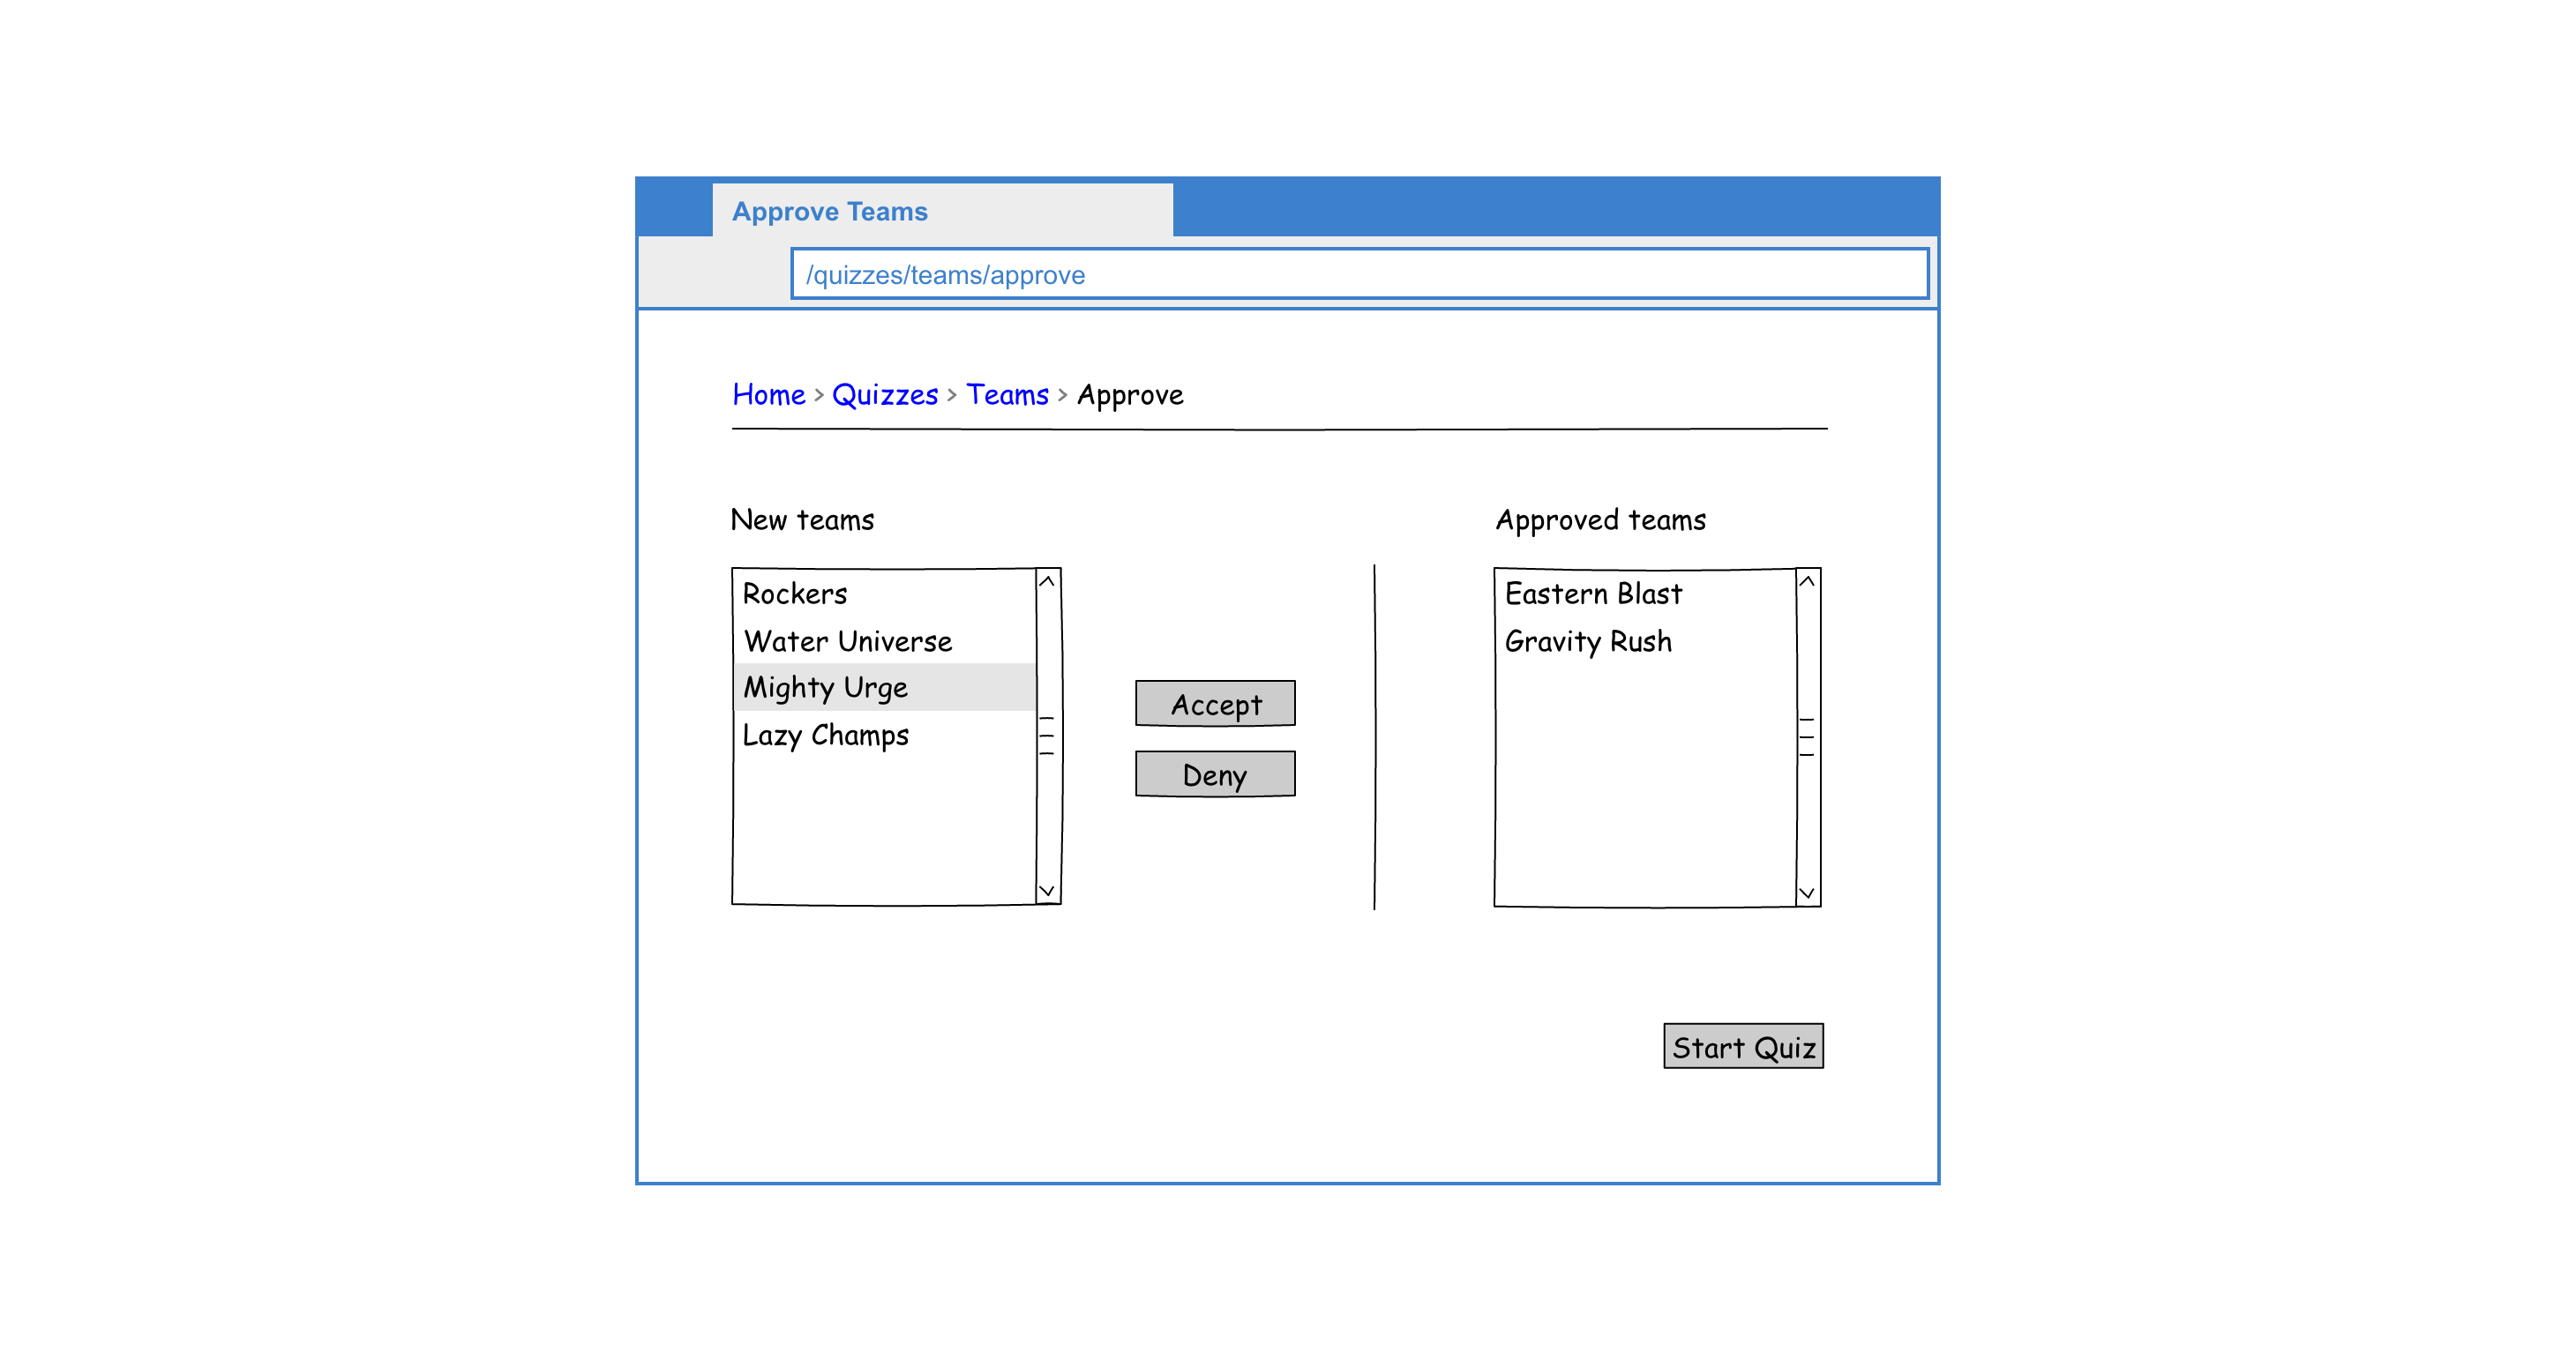 Approve Teams
/quizzes/teams/approve
Home > Quizzes > Teams > Approve
New teams
Rockers
Water Universe
Mighty Urge
Lazy Champs
Accept
Deny
Approved teams
Eastern Blast
Gravity Rush
Start Quiz